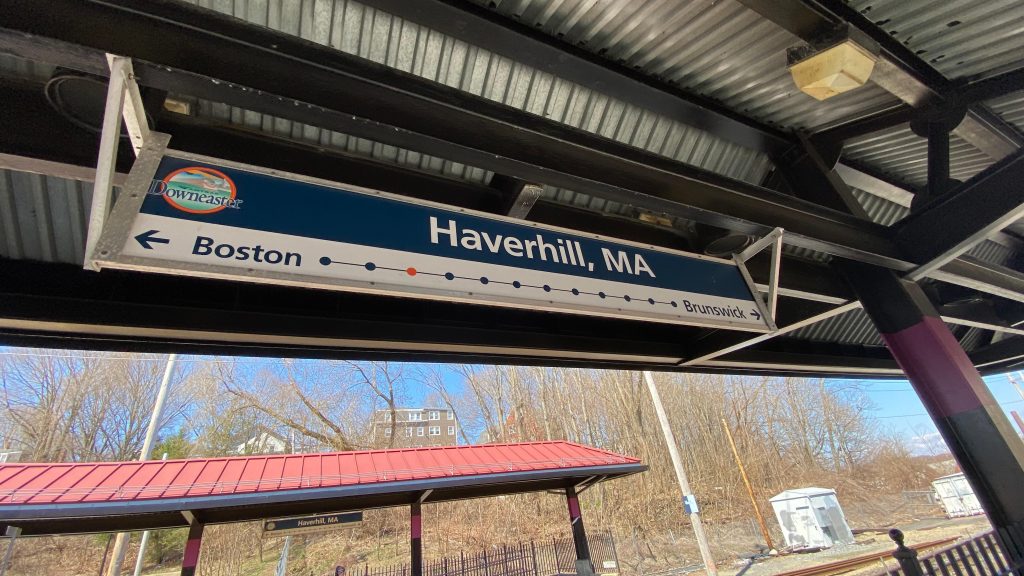 Downeaster
Haverhill, MA
← Boston
Brunswick →
Haverhill, MA